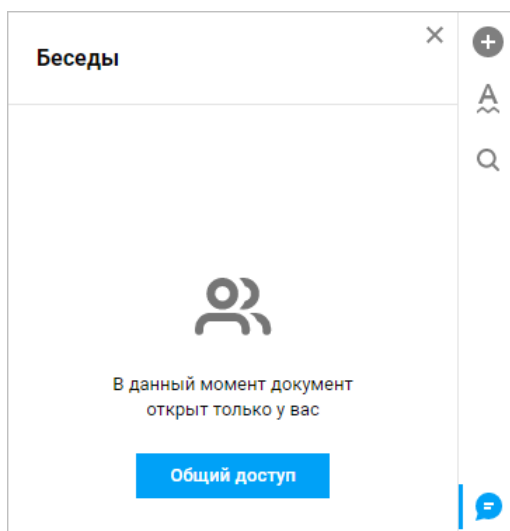 Беседы
В данный момент документ
открыт только у вас
Общий доступ